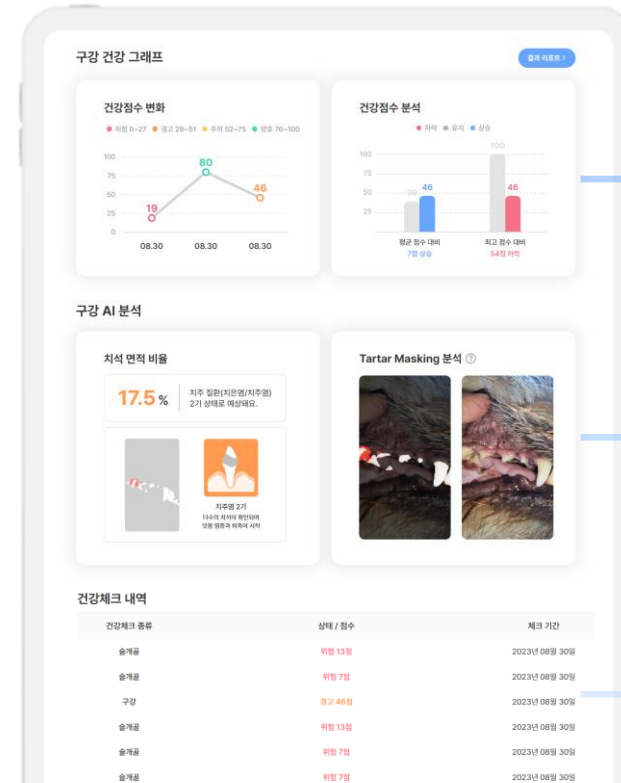 구강 건강 그래프
결과 리포트 >
건강점수 변화
위험 0~27 경고 28~51 주의 52~75 양호 76~100
100
75
50
25
0
19
80
46
08.30 08.30 08.30
건강점수 분석
하락 유지 상승
100
75
50
25
39 46
100 46
평균 점수 대비
7점 상승
최고 점수 대비
54점 하락
구강 AI 분석
치석 면적 비율
17.5 %
치주 질환(치은염/치주염)
2기 상태로 예상돼요.
치주염 2기
다수의 치석이 확인되며
잇몸 염증과 퇴축이 시작
Tartar Masking 분석 ?
건강체크 내역
건강체크 종류 상태 / 점수 체크 기간
슬개골 위험 13점 2023년 08월 30일
슬개골 위험 7점 2023년 08월 30일
구강 경고 46점 2023년 08월 30일
슬개골 위험 13점 2023년 08월 30일
슬개골 위험 7점 2023년 08월 30일
슬개골 위험 7점 2023년 08월 30일